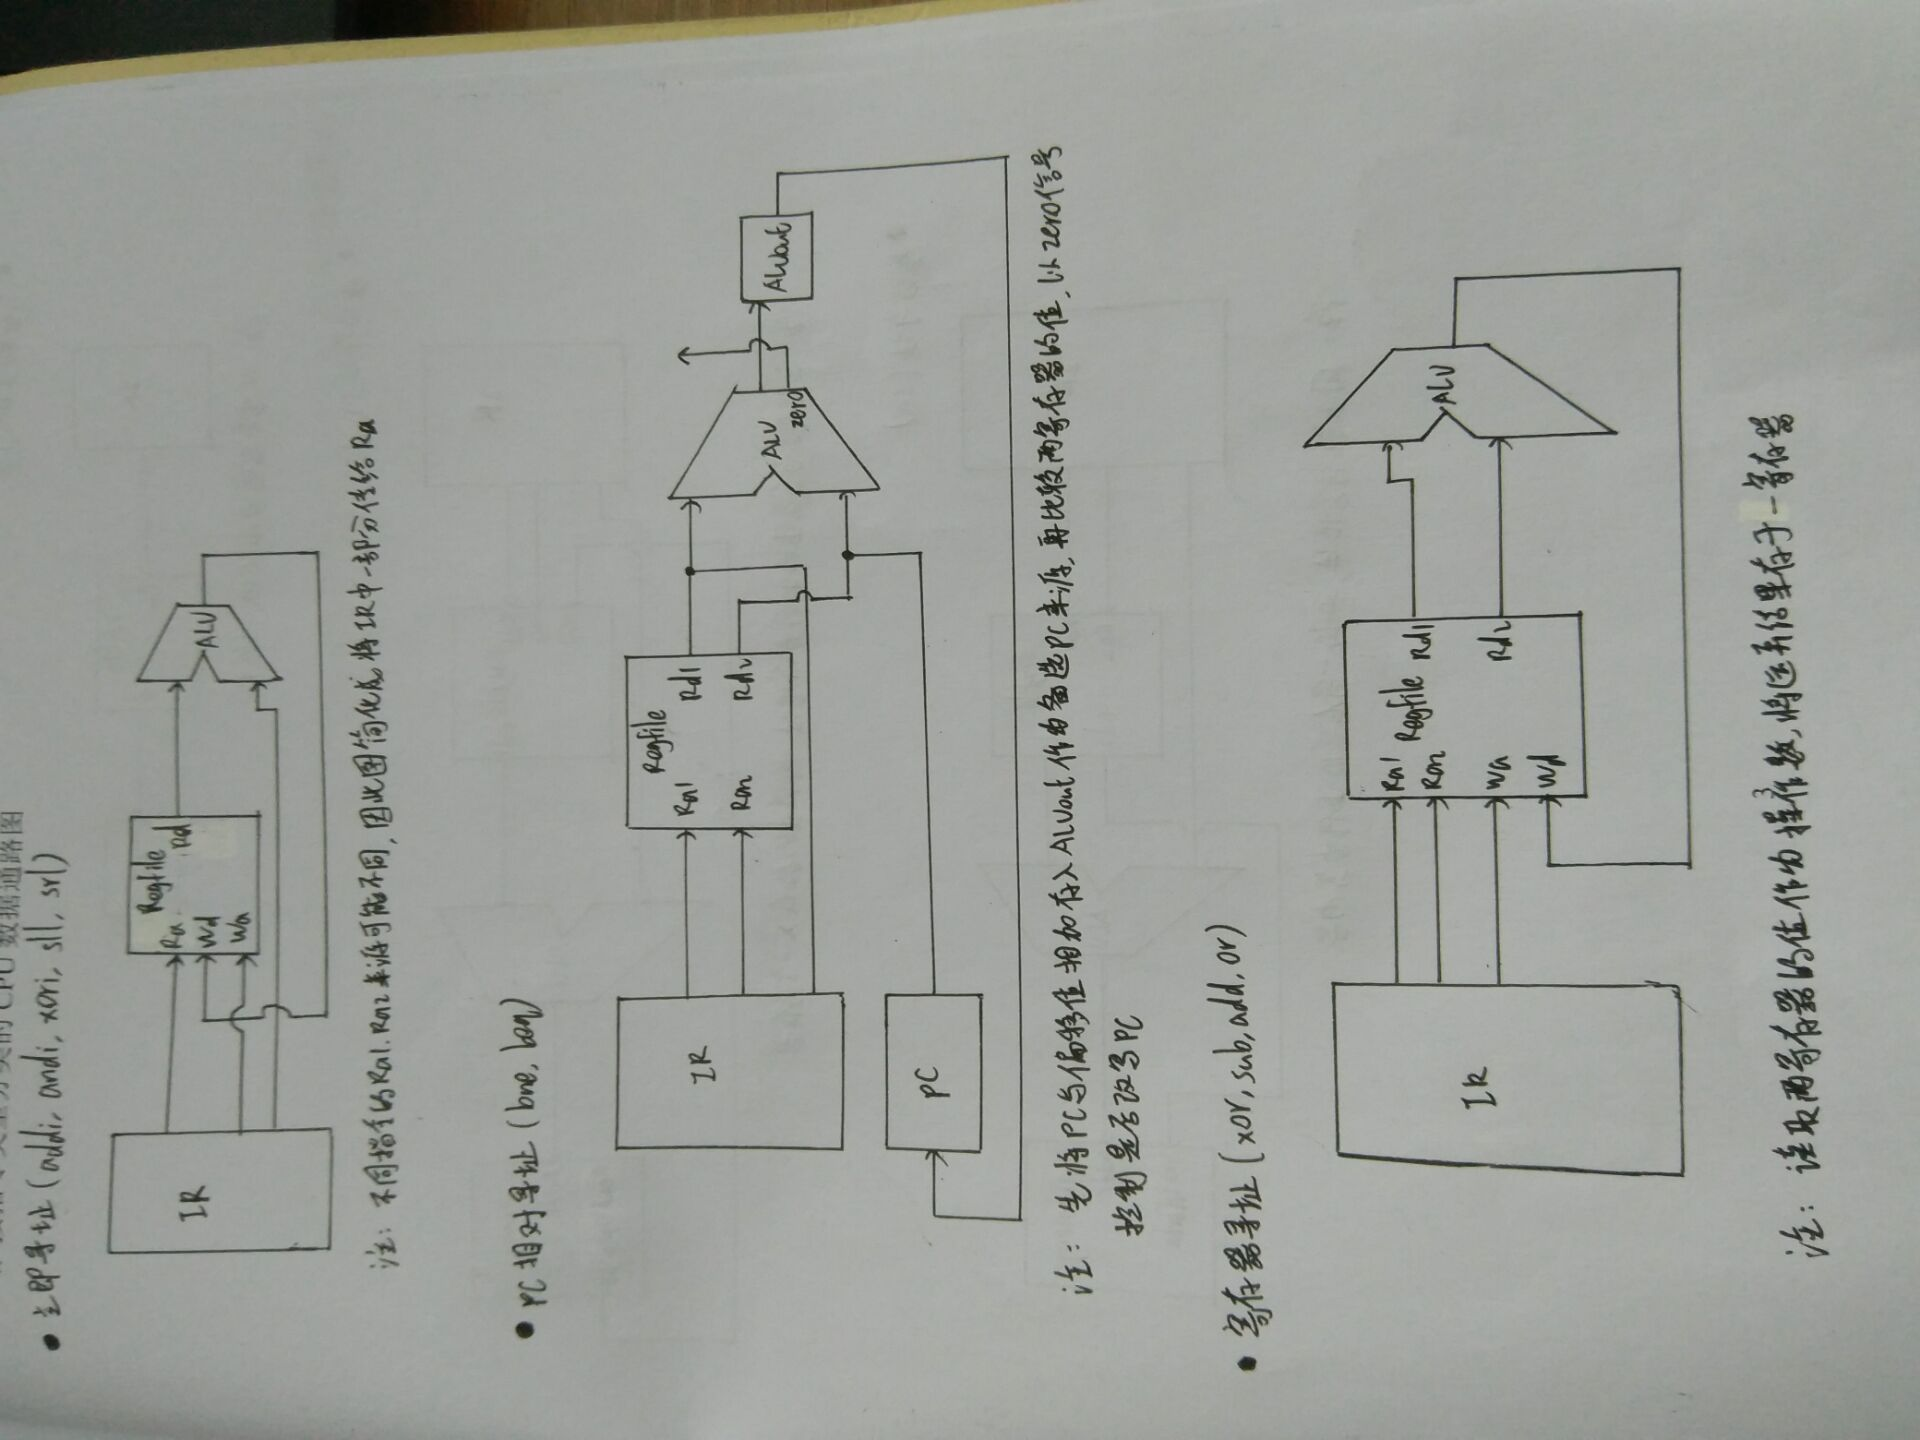 的 CPU 数据通路图
• 立即寻址 (addi, andi, xori, sll, srl)
IR
Regfile
Ra
Rd
Wd
Wa
ALU
注: 不同指令的Ra1. Ra2来源可能不同, 因此图简化成将IR中一部分传给Ra
• PC相对寻址 (bne, beq)
IR
Regfile
Ra1
Rd1
Ra2
Rd2
ALU
zero
ALUout
PC
注: 先将PC与偏移值相加存入ALUout作为备选PC来源, 再比较两寄存器的值, 以zero信号
控制是否改写PC
• 寄存器寻址 (xor, sub, add, or)
IR
Ra1
Regfile
Rd1
Ra2
Wa
Rd2
Wd
ALU
注: 读取两寄存器的值作为操作数, 将运算结果存于一寄存器